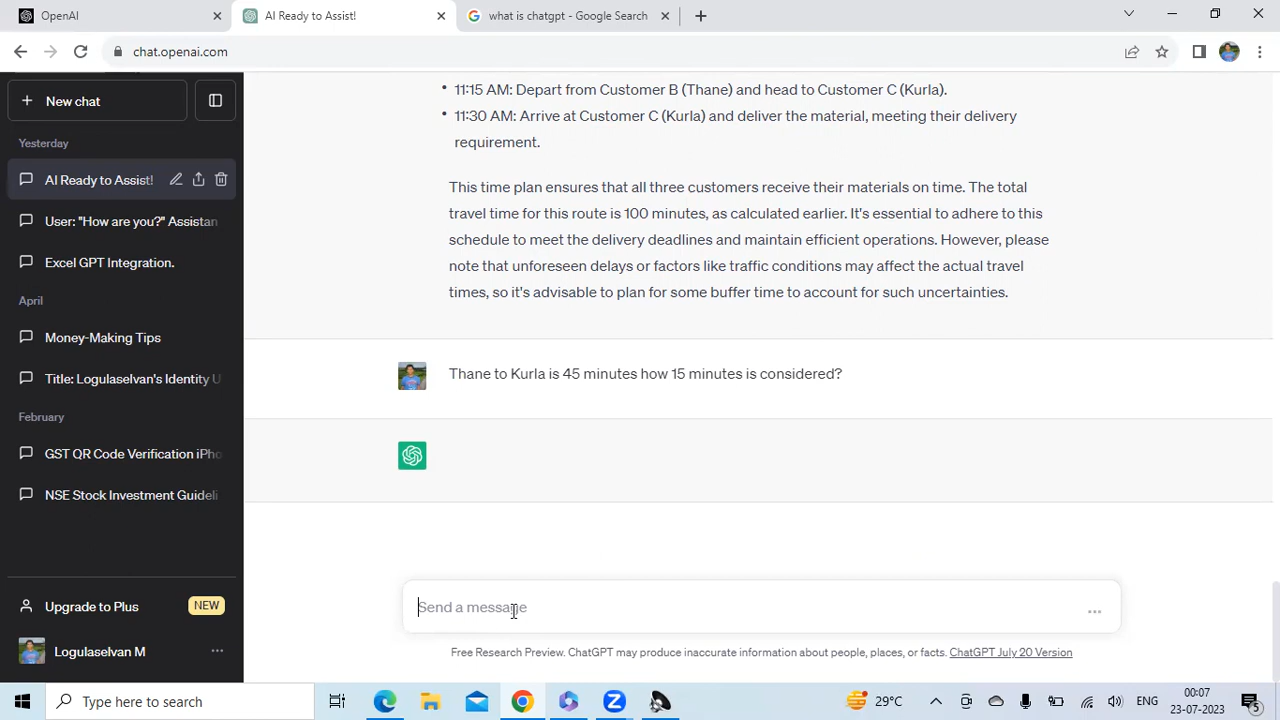 OpenAI
AI Ready to Assist!
what is chatgpt - Google Search
chat.openai.com
New chat
Yesterday
AI Ready to Assist!
User: "How are you?" Assistan
Excel GPT Integration.
April
Money-Making Tips
Title: Logulaselvan's Identity U
February
GST QR Code Verification iPho
NSE Stock Investment Guideli
Upgrade to Plus
NEW
Logulaselvan M
• 11:15 AM: Depart from Customer B (Thane) and head to Customer C (Kurla).
• 11:30 AM: Arrive at Customer C (Kurla) and deliver the material, meeting their delivery
requirement.
This time plan ensures that all three customers receive their materials on time. The total
travel time for this route is 100 minutes, as calculated earlier. It's essential to adhere to this
schedule to meet the delivery deadlines and maintain efficient operations. However, please
note that unforeseen delays or factors like traffic conditions may affect the actual travel
times, so it's advisable to plan for some buffer time to account for such uncertainties.
Thane to Kurla is 45 minutes how 15 minutes is considered?
Send a message
Free Research Preview. ChatGPT may produce inaccurate information about people, places, or facts. ChatGPT July 20 Version
Type here to search
29°C
ENG
00:07
23-07-2023
5